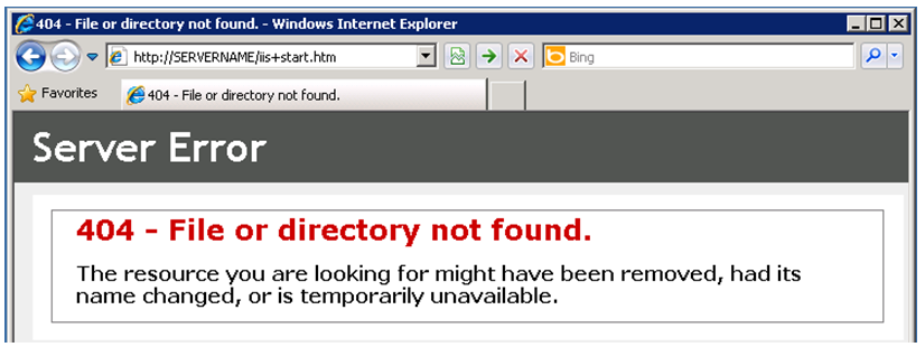 404 - File or directory not found. - Windows Internet Explorer
http://SERVERNAME/iis+start.htm
Bing
Favorites
404 - File or directory not found.
Server Error
404 - File or directory not found.
The resource you are looking for might have been removed, had its
name changed, or is temporarily unavailable.